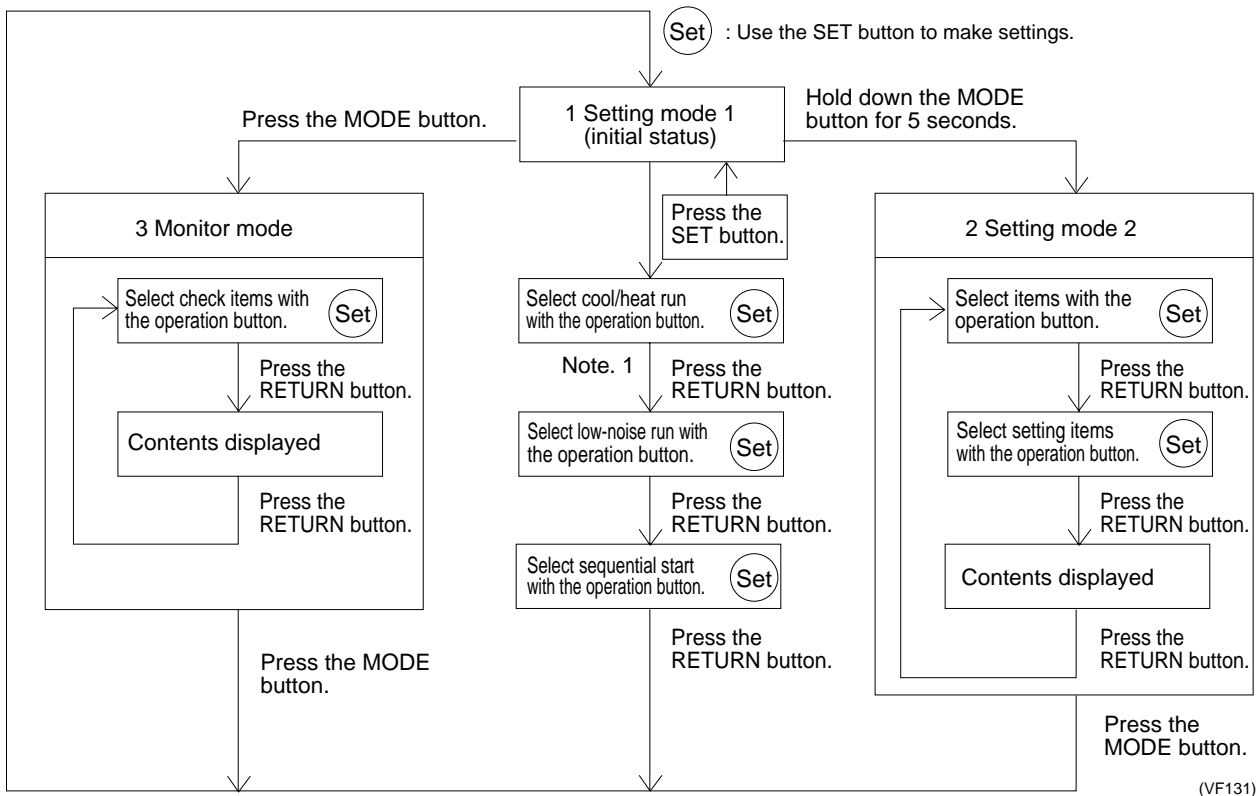 Set : Use the SET button to make settings.
1 Setting mode 1
(initial status)
Press the MODE button.
Hold down the MODE
button for 5 seconds.
Press the
SET button.
3 Monitor mode
Select check items with
the operation button.
Set
Press the
RETURN button.
Contents displayed
Press the
RETURN button.
Press the MODE
button.
Select cool/heat run
with the operation button.
Set
Note. 1
Press the
RETURN button.
Select low-noise run with
the operation button.
Set
Press the
RETURN button.
Select sequential start
with the operation button.
Set
Press the
RETURN button.
2 Setting mode 2
Select items with the
operation button.
Set
Press the
RETURN button.
Select setting items
with the operation button.
Set
Press the
RETURN button.
Contents displayed
Press the
RETURN button.
Press the
MODE button.
(VF131)